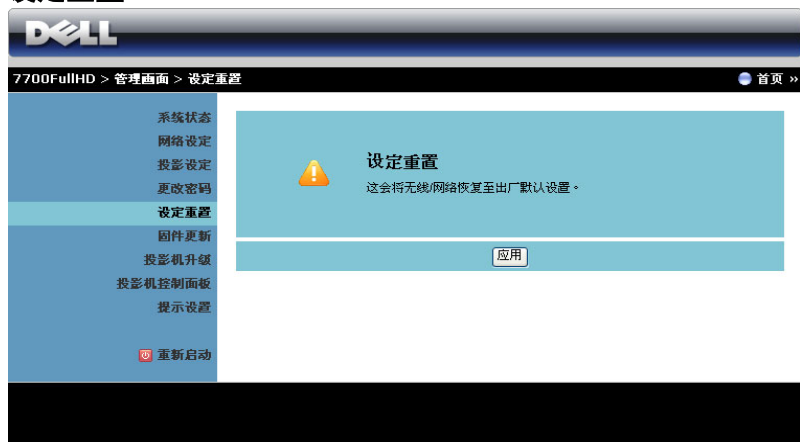 DELL
7700FullHD > 管理画面 > 设定重置
首页 »
系统状态
网络设定
投影设定
更改密码
设定重置
固件更新
投影机升级
投影机控制面板
提示设置
重新启动
设定重置
这会将无线/网络恢复至出厂默认设置。
应用